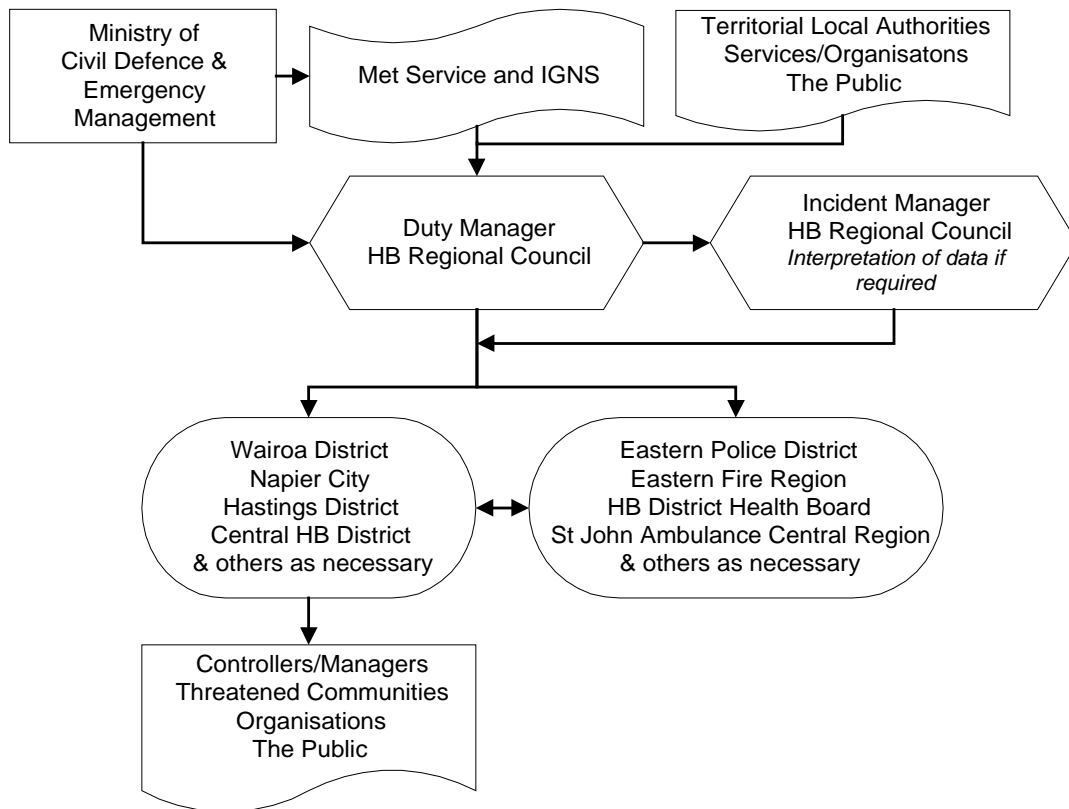 Ministry of
Civil Defence &
Emergency
Management
Met Service and IGNS
Territorial Local Authorities
Services/Organisatons
The Public
Duty Manager
HB Regional Council
Incident Manager
HB Regional Council
Interpretation of data if
required
Wairoa District
Napier City
Hastings District
Central HB District
& others as necessary
Eastern Police District
Eastern Fire Region
HB District Health Board
St John Ambulance Central Region
& others as necessary
Controllers/Managers
Threatened Communities
Organisations
The Public